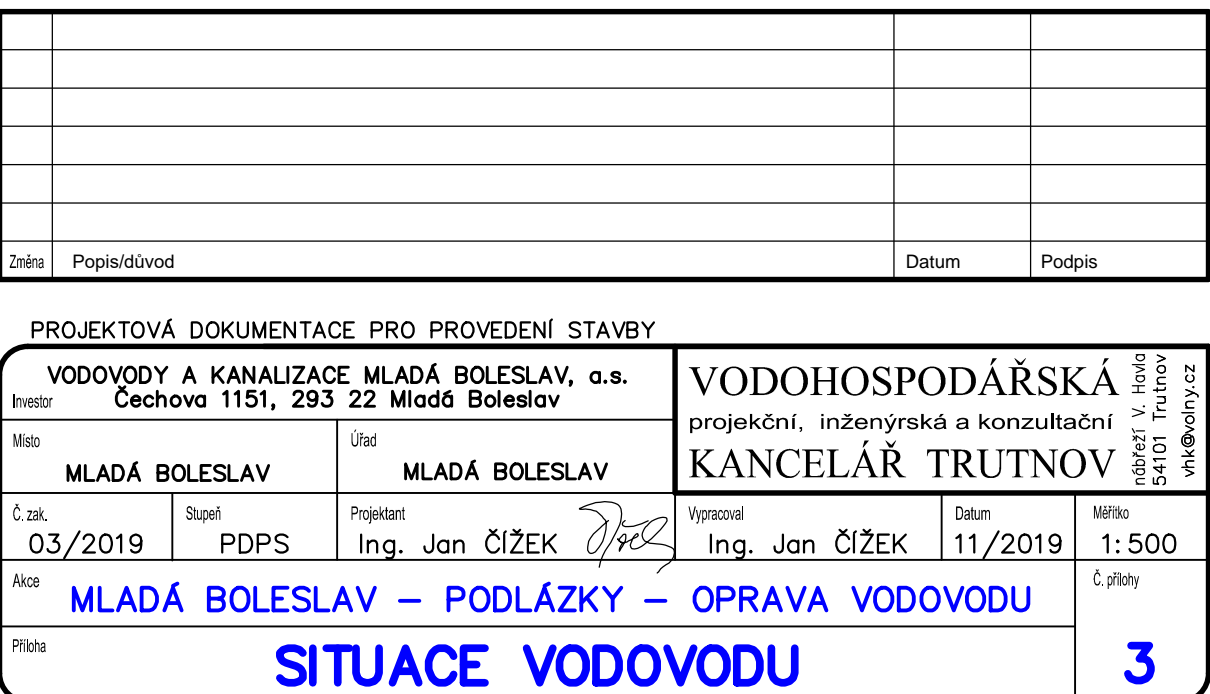 Změna Popis/důvod Datum Podpis
PROJEKTOVÁ DOKUMENTACE PRO PROVEDENÍ STAVBY
VODOVODY A KANALIZACE MLADÁ BOLESLAV, a.s.
Investor Čechova 1151, 293 22 Mladá Boleslav
VODOHOSPODÁŘSKÁ
projekční, inženýrská a konzultační
KANCELÁŘ TRUTNOV
nábřeží V. Havla
54101 Trutnov
vhk@volny.cz
Místo Úřad
MLADÁ BOLESLAV MLADÁ BOLESLAV
Č. zak. Stupeň Projektant Vypracoval Datum Měřítko
03/2019 PDPS Ing. Jan ČÍŽEK Ing. Jan ČÍŽEK 11/2019 1:500
Akce Č. přílohy
MLADÁ BOLESLAV – PODLÁZKY – OPRAVA VODOVODU
Příloha
SITUACE VODOVODU 3